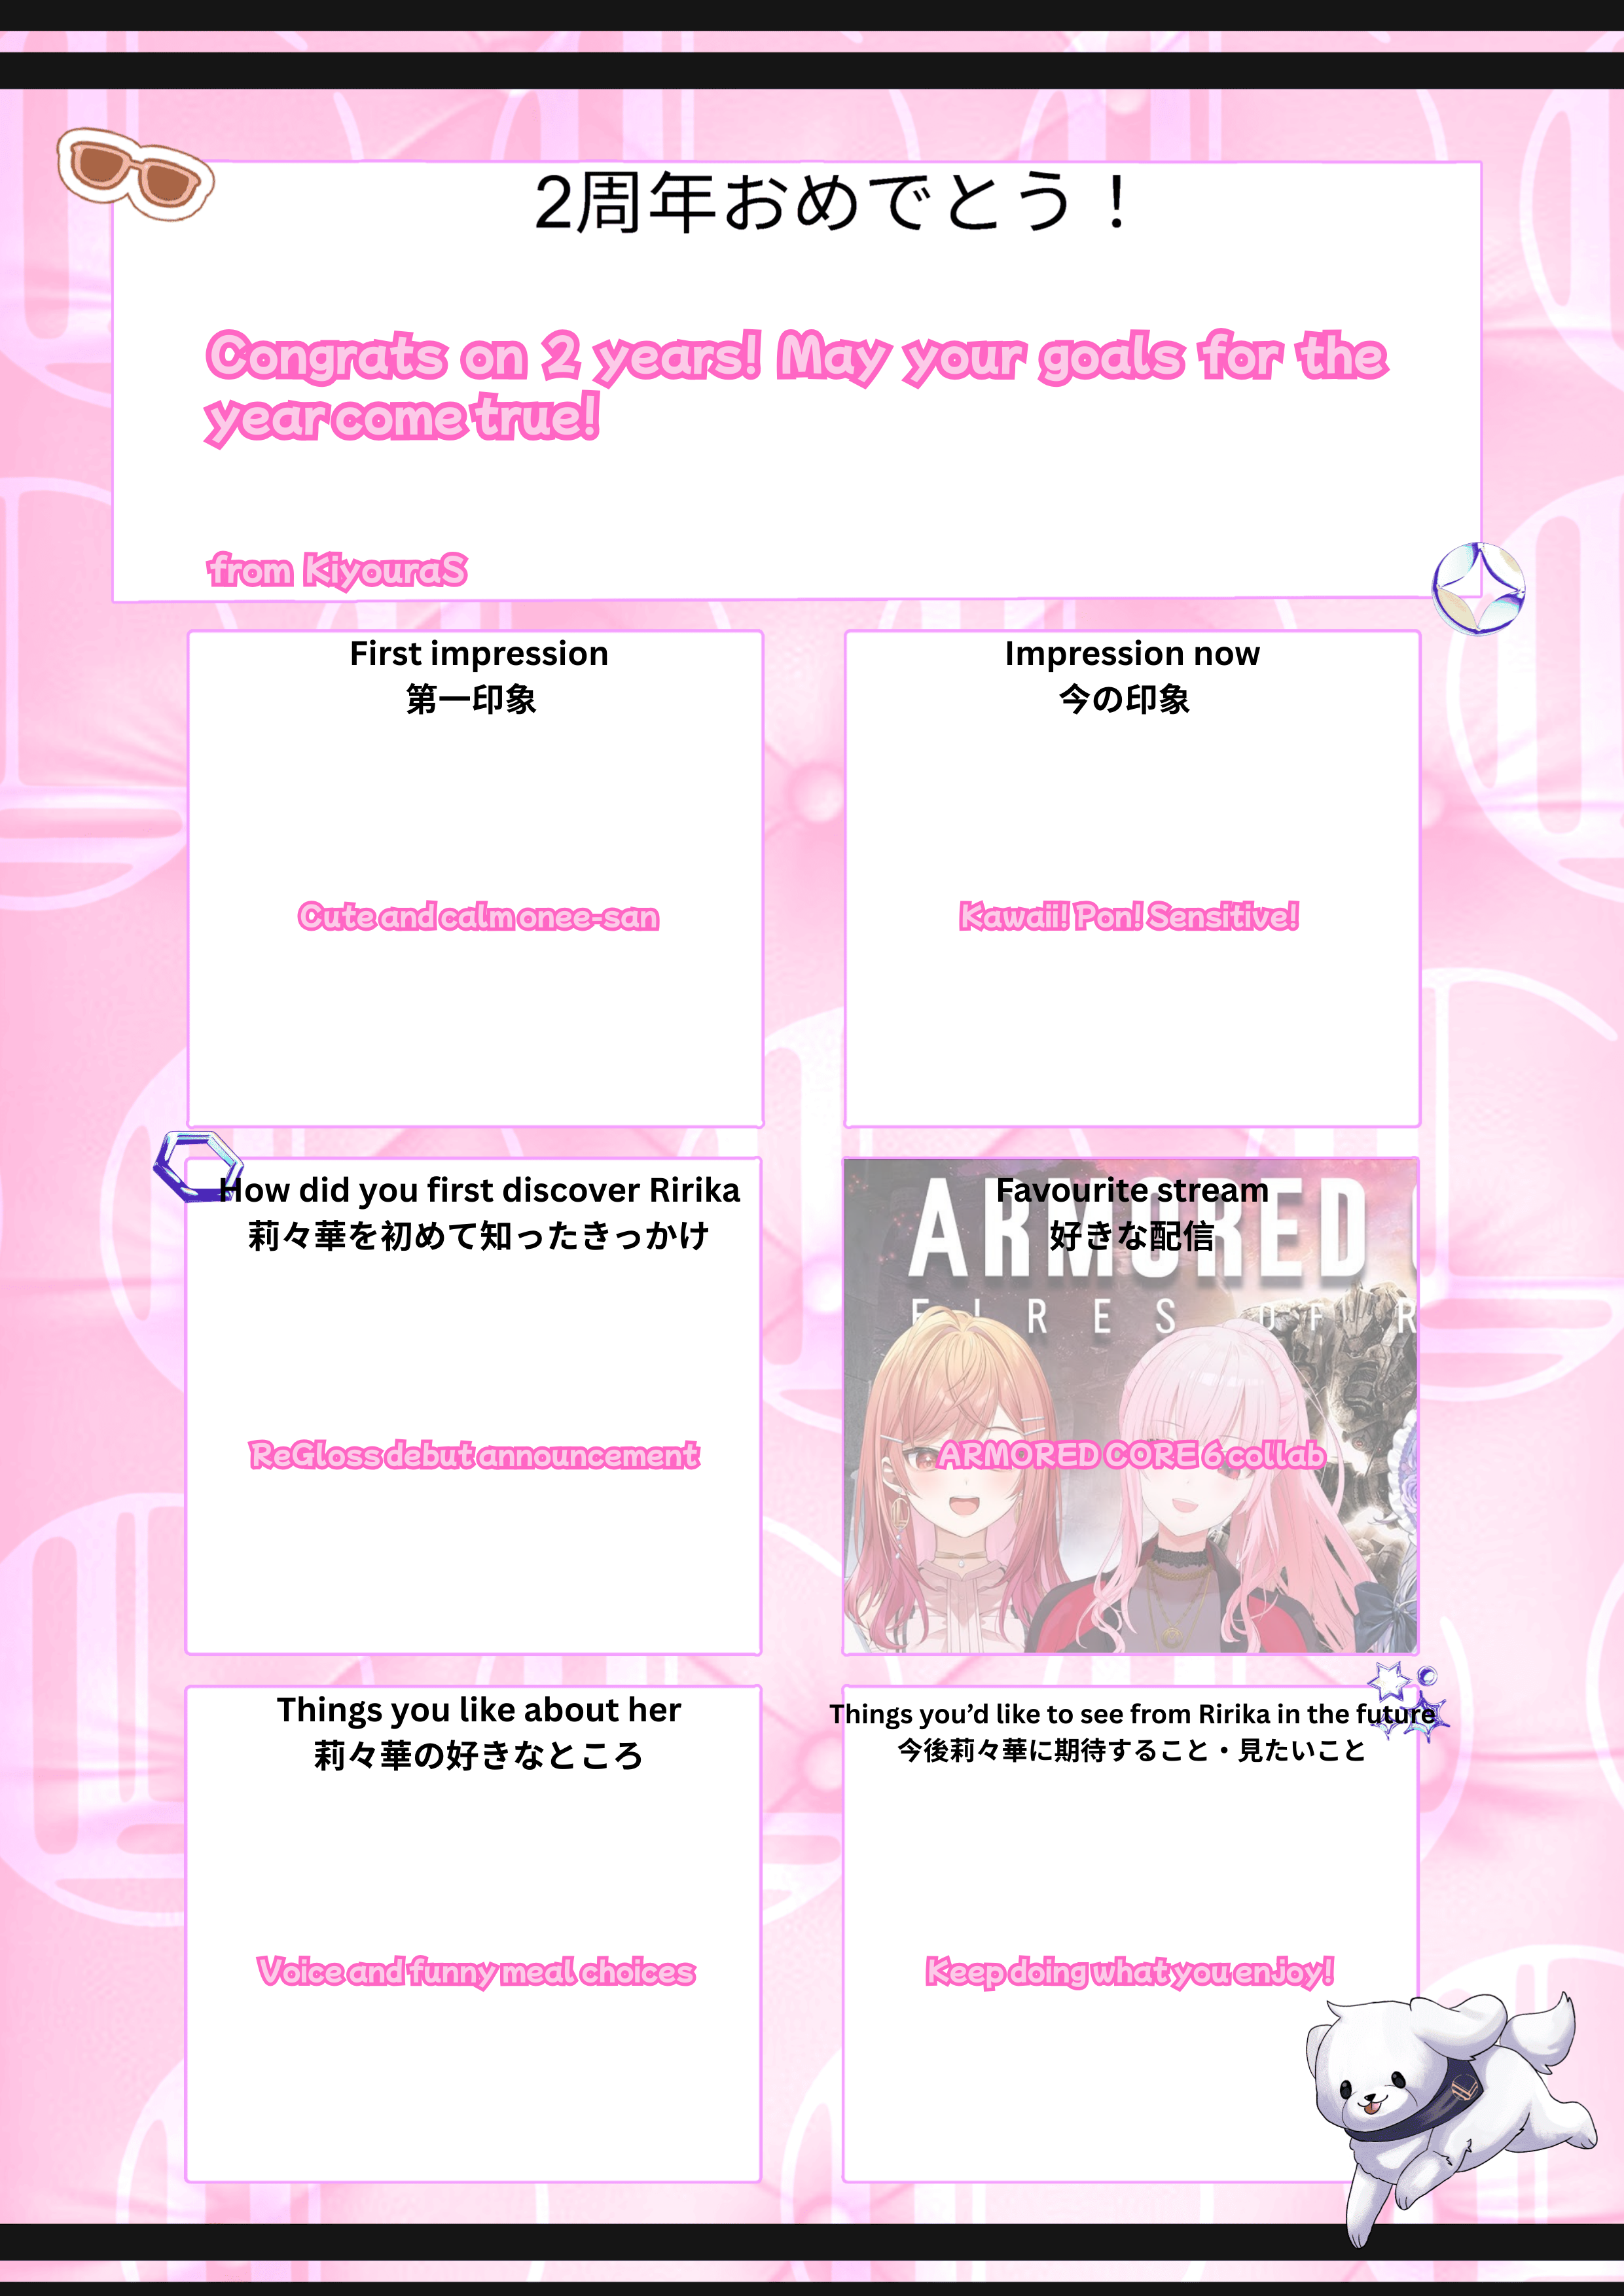 2周年おめでとう！
Congrats on 2 years! May your goals for the
year come true!
from KiyouraS
First impression
第一印象
Cute and calm onee-san
Impression now
今の印象
Kawaii! Pon! Sensitive!
How did you first discover Ririka
莉々華を初めて知ったきっかけ
ReGloss debut announcement
Favourite stream
好きな配信
ARMORED
FIRES OF R
ARMORED CORE 6 collab
Things you like about her
莉々華の好きなところ
Voice and funny meal choices
Things you'd like to see from Ririka in the future
今後莉々華に期待すること・見たいこと
Keep doing what you enjoy!